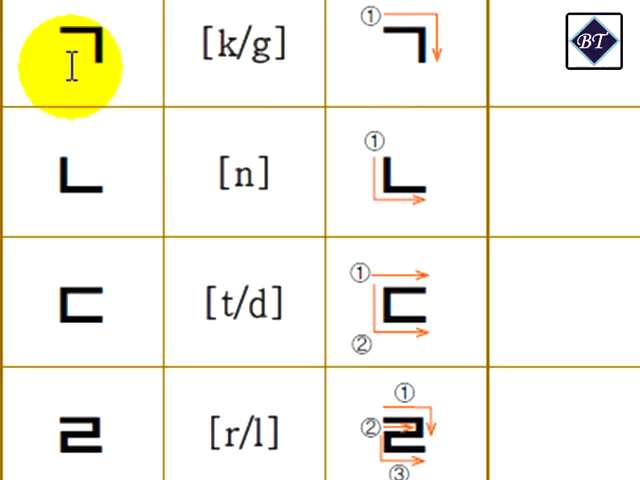 ㄱ [k/g] ① ㄱ BT
ㄴ [n] ① ㄴ
ㄷ [t/d] ① ② ㄷ
ㄹ [r/l] ① ② ③ ㄹ